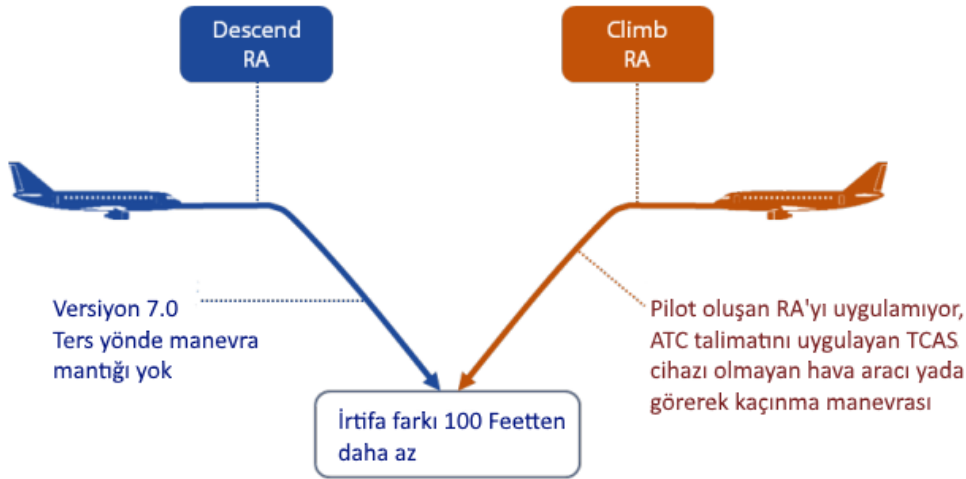 Descend
RA
Climb
RA
Versiyon 7.0
Ters yönde manevra
mantığı yok
Pilot oluşan RA'yı uygulamıyor,
ATC talimatını uygulayan TCAS
cihazı olmayan hava aracı yada
görerek kaçınma manevrası
İrtifa farkı 100 Feetten
daha az